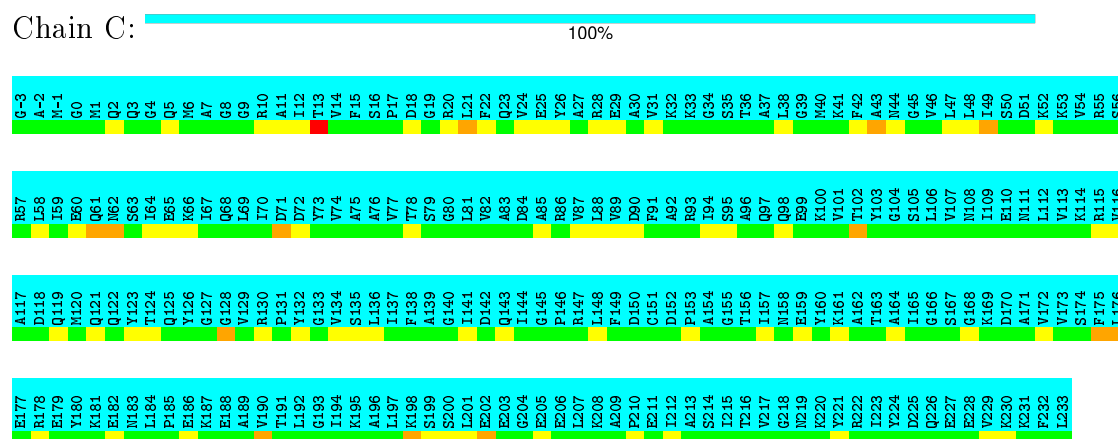 Chain C:
100%
G-3 A-2 M-1 G0 M1 Q2 Q3 G4 Q5 M6 A7 G8 G9 R10 A11 I12 T13 V14 F15 S16 P17 D18 G19 R20 L21 F22 Q23 V24 E25 Y26 A27 R28 E29 A30 V31 K32 K33 G34 S35 T36 A37 L38 G39 M40 K41 F42 A43 N44 G45 V46 L47 L48 I49 S50 D51 K52 K53 V54 R55 S56
R57 L58 I59 E60 Q61 N62 S63 I64 E65 K66 I67 Q68 L69 I70 D71 D72 Y73 V74 A75 A76 V77 T78 S79 G80 L81 V82 A83 D84 A85 R86 V87 L88 V89 D90 F91 A92 R93 I94 S95 A96 Q97 Q98 E99 K100 V101 T102 Y103 G104 S105 L106 V107 N108 I109 E110 N111 L112 V113 K114 R115 V116
A117 D118 Q119 M120 Q121 Q122 Y123 T124 Q125 Y126 G127 G128 V129 R130 P131 Y132 G133 V134 S135 L136 I137 F138 A139 G140 I141 D142 Q143 I144 G145 P146 R147 L148 F149 D150 C151 D152 P153 A154 G155 T156 I157 N158 E159 Y160 K161 A162 T163 A164 I165 G166 S167 G168 K169 D170 A171 V172 V173 S174 F175 L176
E177 R178 E179 Y180 K181 E182 N183 L184 P185 E186 K187 E188 A189 V190 T191 L192 G193 I194 K195 A196 L197 K198 S199 S200 L201 E202 E203 G204 E205 E206 L207 K208 A209 P210 E211 I212 A213 S214 I215 T216 V217 G218 N219 K220 Y221 R222 I223 Y224 D225 Q226 E227 E228 V229 K230 K231 F232 L233